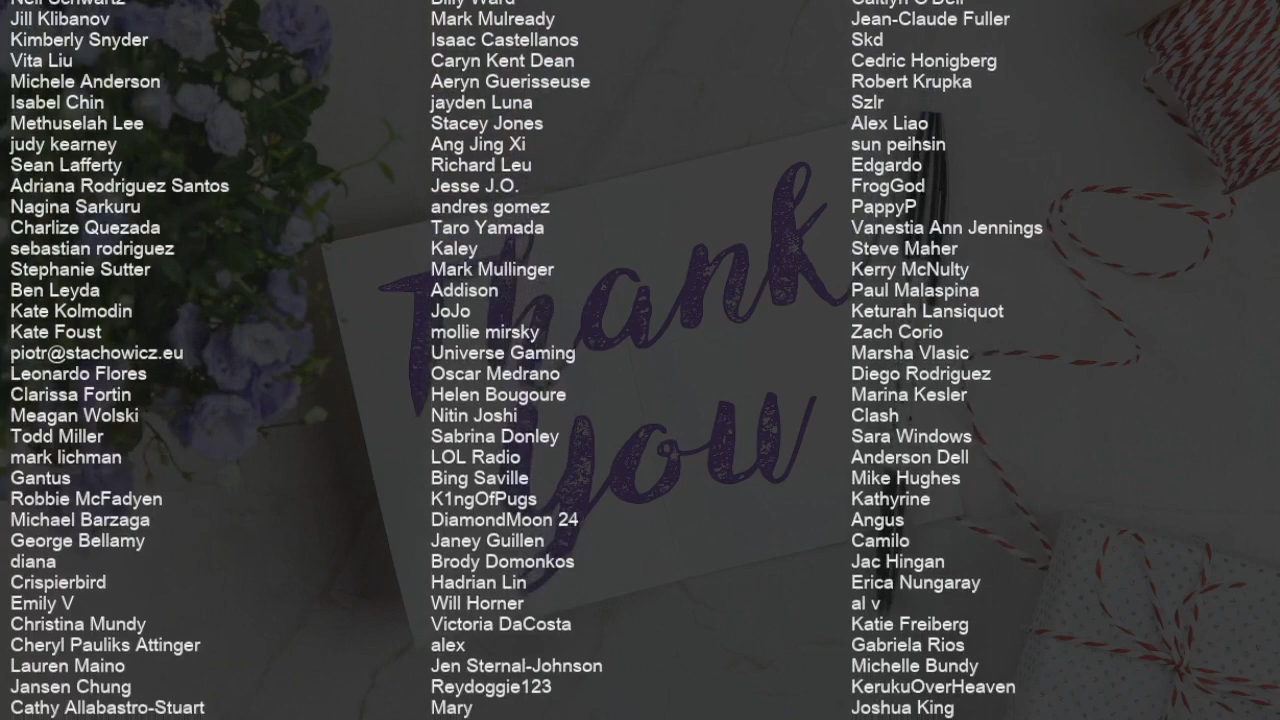 Neil Schwartz
Jill Klibanov
Kimberly Snyder
Vita Liu
Michele Anderson
Isabel Chin
Methuselah Lee
judy kearney
Sean Lafferty
Adriana Rodriguez Santos
Nagina Sarkuru
Charlize Quezada
sebastian rodriguez
Stephanie Sutter
Ben Leyda
Kate Kolmodin
Kate Foust
piotr@stachowicz.eu
Leonardo Flores
Clarissa Fortin
Meagan Wolski
Todd Miller
mark lichman
Gantus
Robbie McFadyen
Michael Barzaga
George Bellamy
diana
Crispierbird
Emily V
Christina Mundy
Cheryl Pauliks Attinger
Lauren Maino
Jansen Chung
Cathy Allabastro-Stuart
Billy Ward
Mark Mulready
Isaac Castellanos
Caryn Kent Dean
Aeryn Guerisseuse
jayden Luna
Stacey Jones
Ang Jing Xi
Richard Leu
Jesse J.O.
andres gomez
Taro Yamada
Kaley
Mark Mullinger
Addison
JoJo
mollie mirsky
Universe Gaming
Oscar Medrano
Helen Bougoure
Nitin Joshi
Sabrina Donley
LOL Radio
Bing Saville
K1ngOfPugs
DiamondMoon 24
Janey Guillen
Brody Domonkos
Hadrian Lin
Will Horner
Victoria DaCosta
alex
Jen Sternal-Johnson
Reydoggie123
Mary
Caitlyn O'Dell
Jean-Claude Fuller
Skd
Cedric Honigberg
Robert Krupka
Szlr
Alex Liao
sun peihsin
Edgardo
FrogGod
PappyP
Vanestia Ann Jennings
Steve Maher
Kerry McNulty
Paul Malaspina
Keturah Lansiquot
Zach Corio
Marsha Vlasic
Diego Rodriguez
Marina Kesler
Clash
Sara Windows
Anderson Dell
Mike Hughes
Kathyrine
Angus
Camilo
Jac Hingan
Erica Nungaray
al v
Katie Freiberg
Gabriela Rios
Michelle Bundy
KerukuOverHeaven
Joshua King
Thank
you